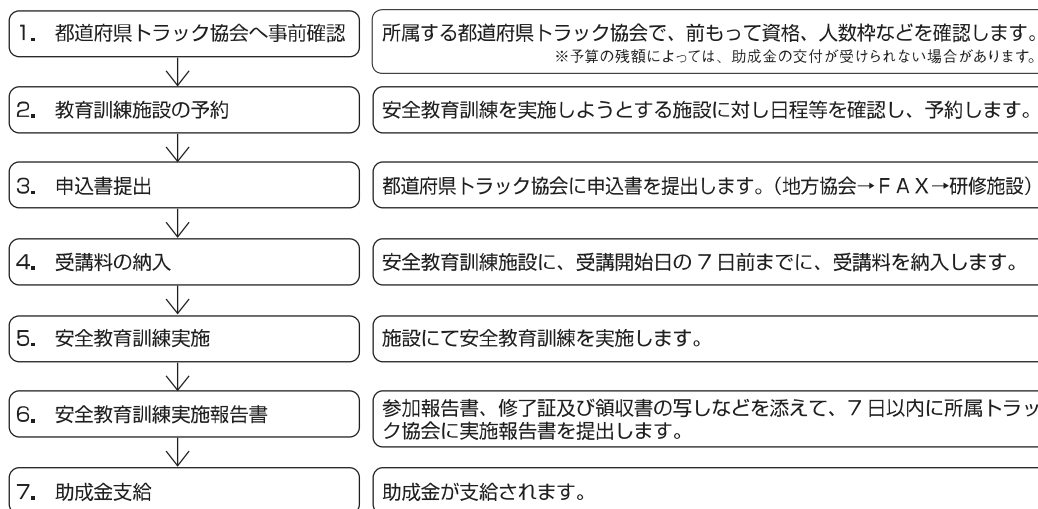 1. 都道府県トラック協会へ事前確認
所属する都道府県トラック協会で、前もって資格、人数枠などを確認します。
※予算の残額によっては、助成金の交付が受けられない場合があります。
2. 教育訓練施設の予約
安全教育訓練を実施しようとする施設に対し日程等を確認し、予約します。
3. 申込書提出
都道府県トラック協会に申込書を提出します。（地方協会→ＦＡＸ→研修施設）
4. 受講料の納入
安全教育訓練施設に、受講開始日の７日前までに、受講料を納入します。
5. 安全教育訓練実施
施設にて安全教育訓練を実施します。
6. 安全教育訓練実施報告書
参加報告書、修了証及び領収書の写しなどを添えて、７日以内に所属トラッ
ク協会に実施報告書を提出します。
7. 助成金支給
助成金が支給されます。